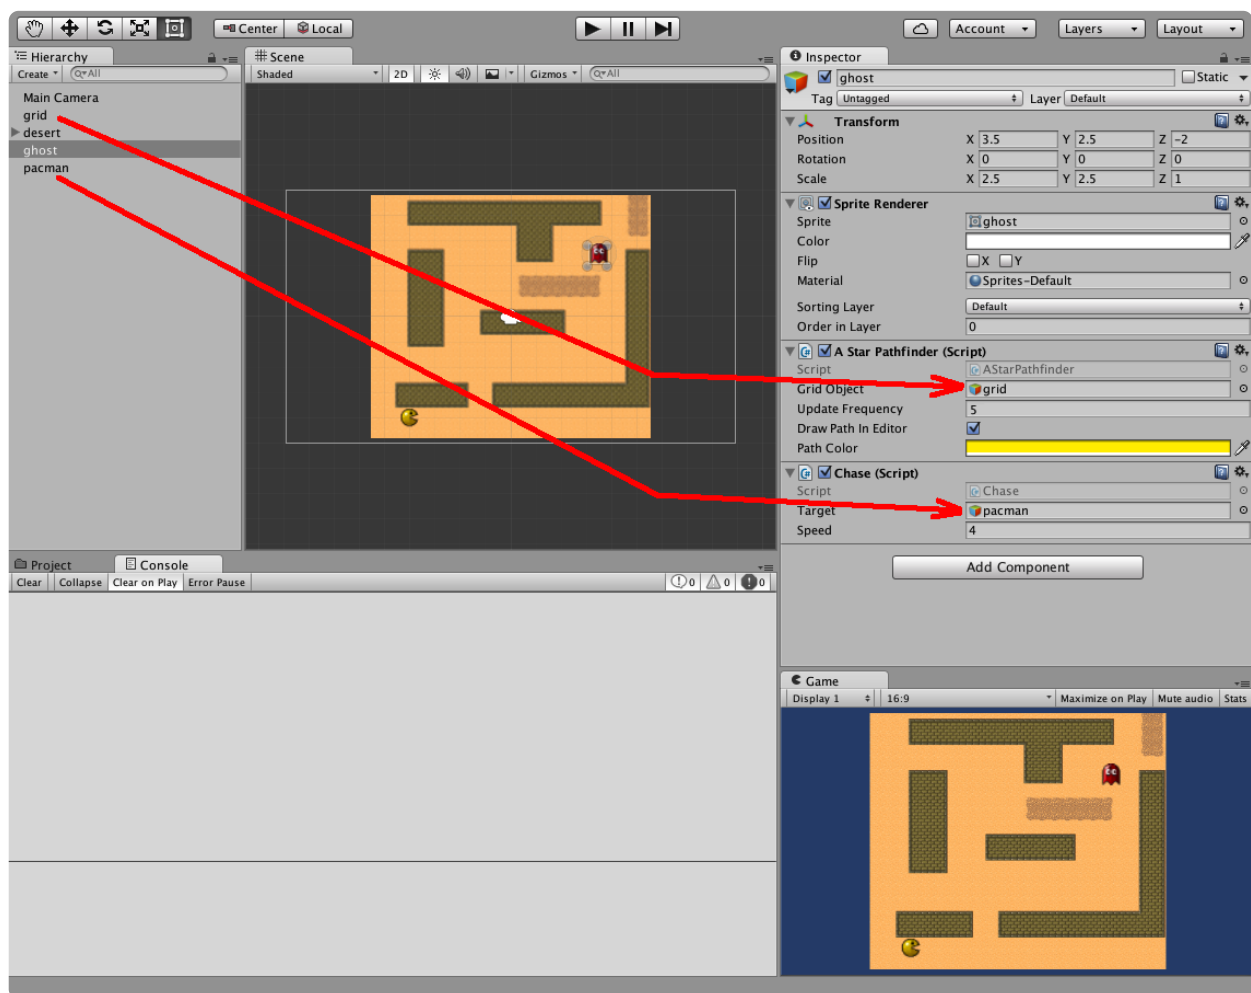 Center Local Account Layers Layout
Hierarchy
Create All
Main Camera
grid
desert
ghost
pacman
Scene
Shaded 2D Gizmos All
Inspector
ghost Static
Tag Untagged Layer Default
Transform
Position X 3.5 Y 2.5 Z -2
Rotation X 0 Y 0 Z 0
Scale X 2.5 Y 2.5 Z 1
Sprite Renderer
Sprite ghost
Color
Flip X Y
Material Sprites-Default
Sorting Layer Default
Order in Layer 0
A Star Pathfinder (Script)
Script AStarPathfinder
Grid Object grid
Update Frequency 5
Draw Path In Editor
Path Color
Chase (Script)
Script Chase
Target pacman
Speed 4
Add Component
Project Console
Clear Collapse Clear on Play Error Pause 0 0 0
Game
Display 1 16:9 Maximize on Play Mute audio Stats